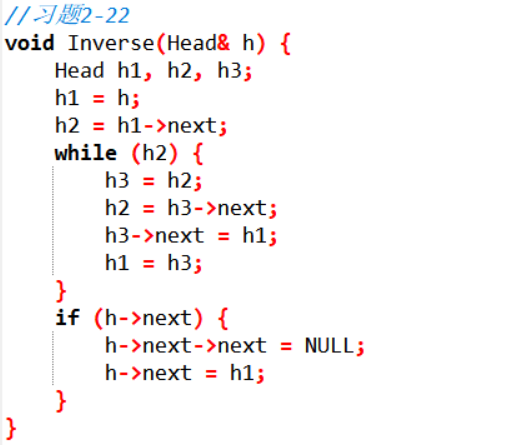 //习题2-22
void Inverse(Head& h) {
    Head h1, h2, h3;
    h1 = h;
    h2 = h1->next;
    while (h2) {
        h3 = h2;
        h2 = h3->next;
        h3->next = h1;
        h1 = h3;
    }
    if (h->next) {
        h->next->next = NULL;
        h->next = h1;
    }
}